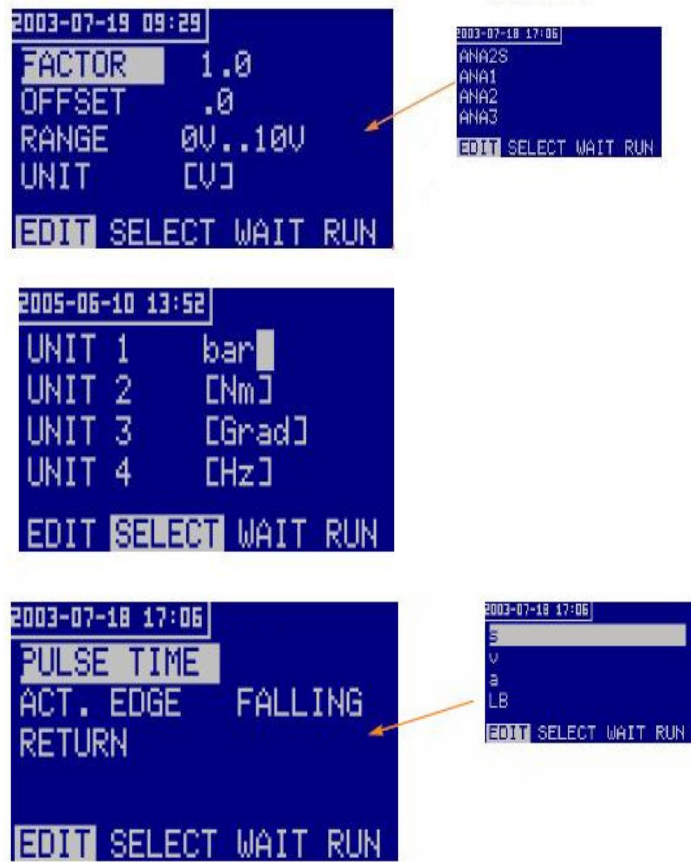 2003-07-19 09:29
FACTOR 1.0
OFFSET .0
RANGE 0V..10V
UNIT [V]
EDIT SELECT WAIT RUN
2003-07-18 17:06
ANA2S
ANA1
ANA2
ANA3
EDIT SELECT WAIT RUN
2005-06-10 13:52
UNIT 1 bar
UNIT 2 [Nm]
UNIT 3 [Grad]
UNIT 4 [Hz]
EDIT SELECT WAIT RUN
2003-07-18 17:06
PULSE TIME
ACT. EDGE FALLING
RETURN
EDIT SELECT WAIT RUN
2003-07-18 17:06
s
v
a
LB
EDIT SELECT WAIT RUN